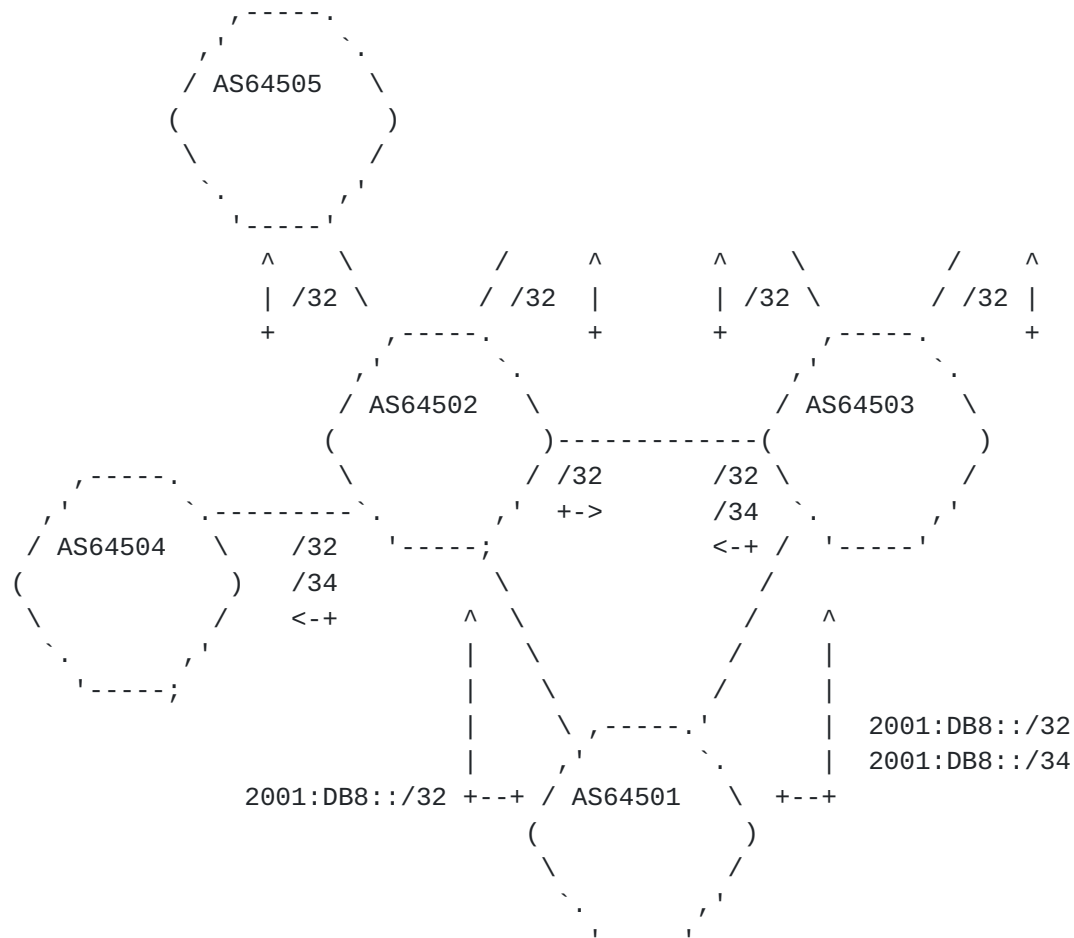 AS64505
/32 /32 /32 /32
AS64502 AS64503
/32 /32
+-> /34
AS64504 /32 <-+
/34
<-+
2001:DB8::/32
2001:DB8::/34
2001:DB8::/32 +--+ AS64501 +--+